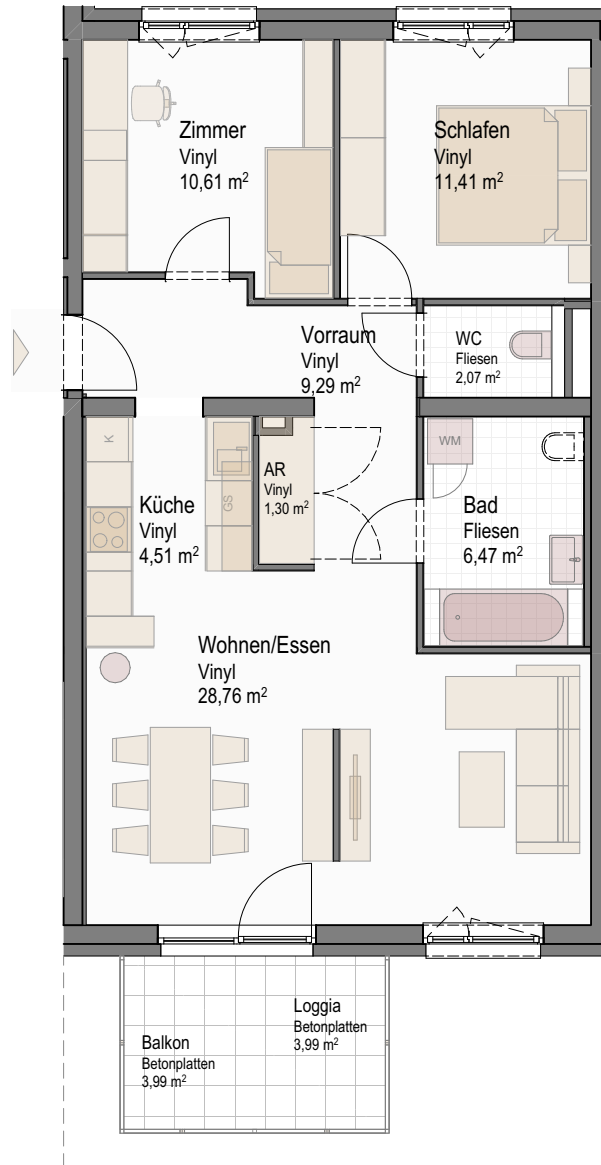 Zimmer
Vinyl
10,61 m²
Schlafen
Vinyl
11,41 m²
Vorraum
Vinyl
9,29 m²
WC
Fliesen
2,07 m²
K
GS
Küche
Vinyl
4,51 m²
AR
Vinyl
1,30 m²
WM
Bad
Fliesen
6,47 m²
Wohnen/Essen
Vinyl
28,76 m²
Loggia
Betonplatten
3,99 m²
Balkon
Betonplatten
3,99 m²